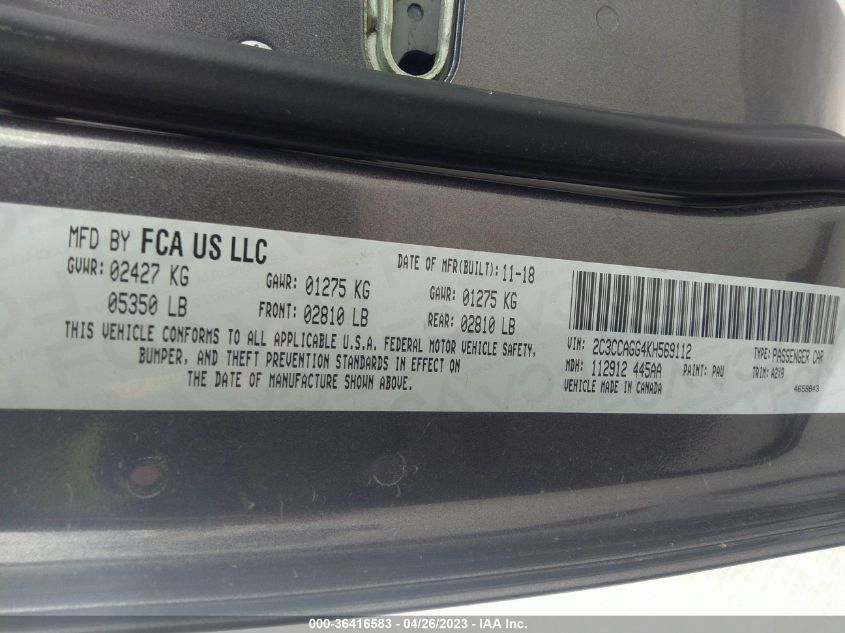 MFD BY FCA US LLC
DATE OF MFR(BUILT): 11-18
GVWR: 02427 KG
GAWR: 01275 KG
GAWR: 01275 KG
05350 LB
FRONT: 02810 LB
REAR: 02810 LB
THIS VEHICLE CONFORMS TO ALL APPLICABLE U.S.A. FEDERAL MOTOR VEHICLE SAFETY,
BUMPER, AND THEFT PREVENTION STANDARDS IN EFFECT ON
THE DATE OF MANUFACTURE SHOWN ABOVE.
VIN: 2C3CCAGG4KH569112
TYPE: PASSENGER CAR
MDH: 112912 445AA
PAINT: PAU
TRIM: A2X9
VEHICLE MADE IN CANADA
4658843
000-36416583 - 04/26/2023 - IAA Inc.